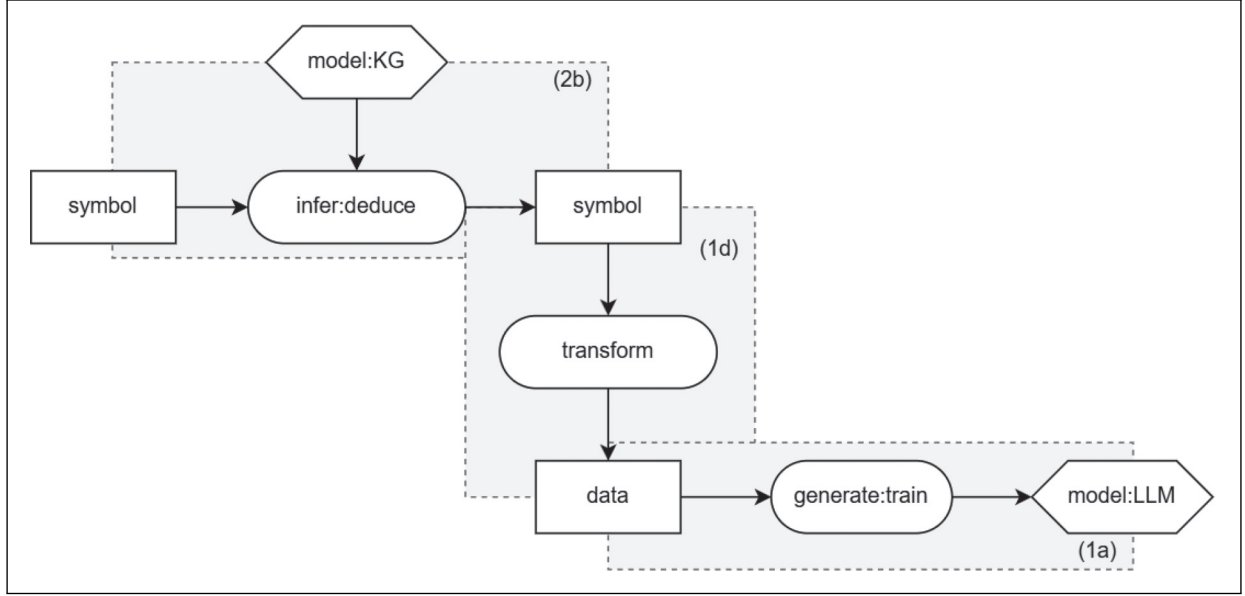 model:KG
(2b)
symbol
infer:deduce
symbol
(1d)
transform
data
generate:train
model:LLM
(1a)